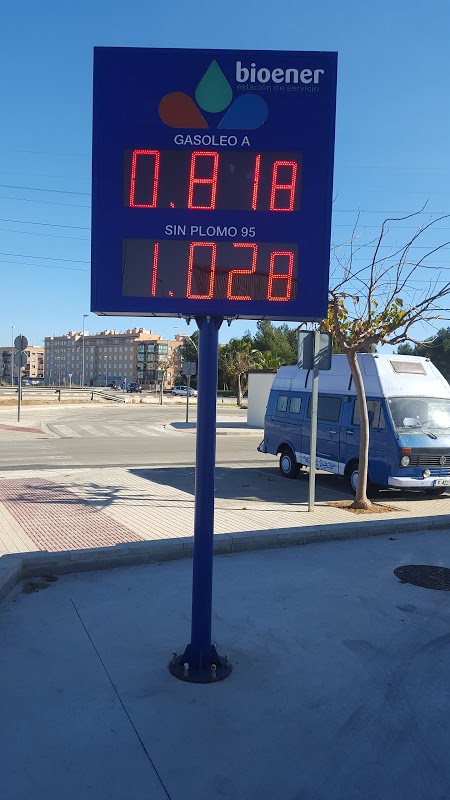 bioener
estación de servicio
GASOLEO A
0.818
SIN PLOMO 95
1.028